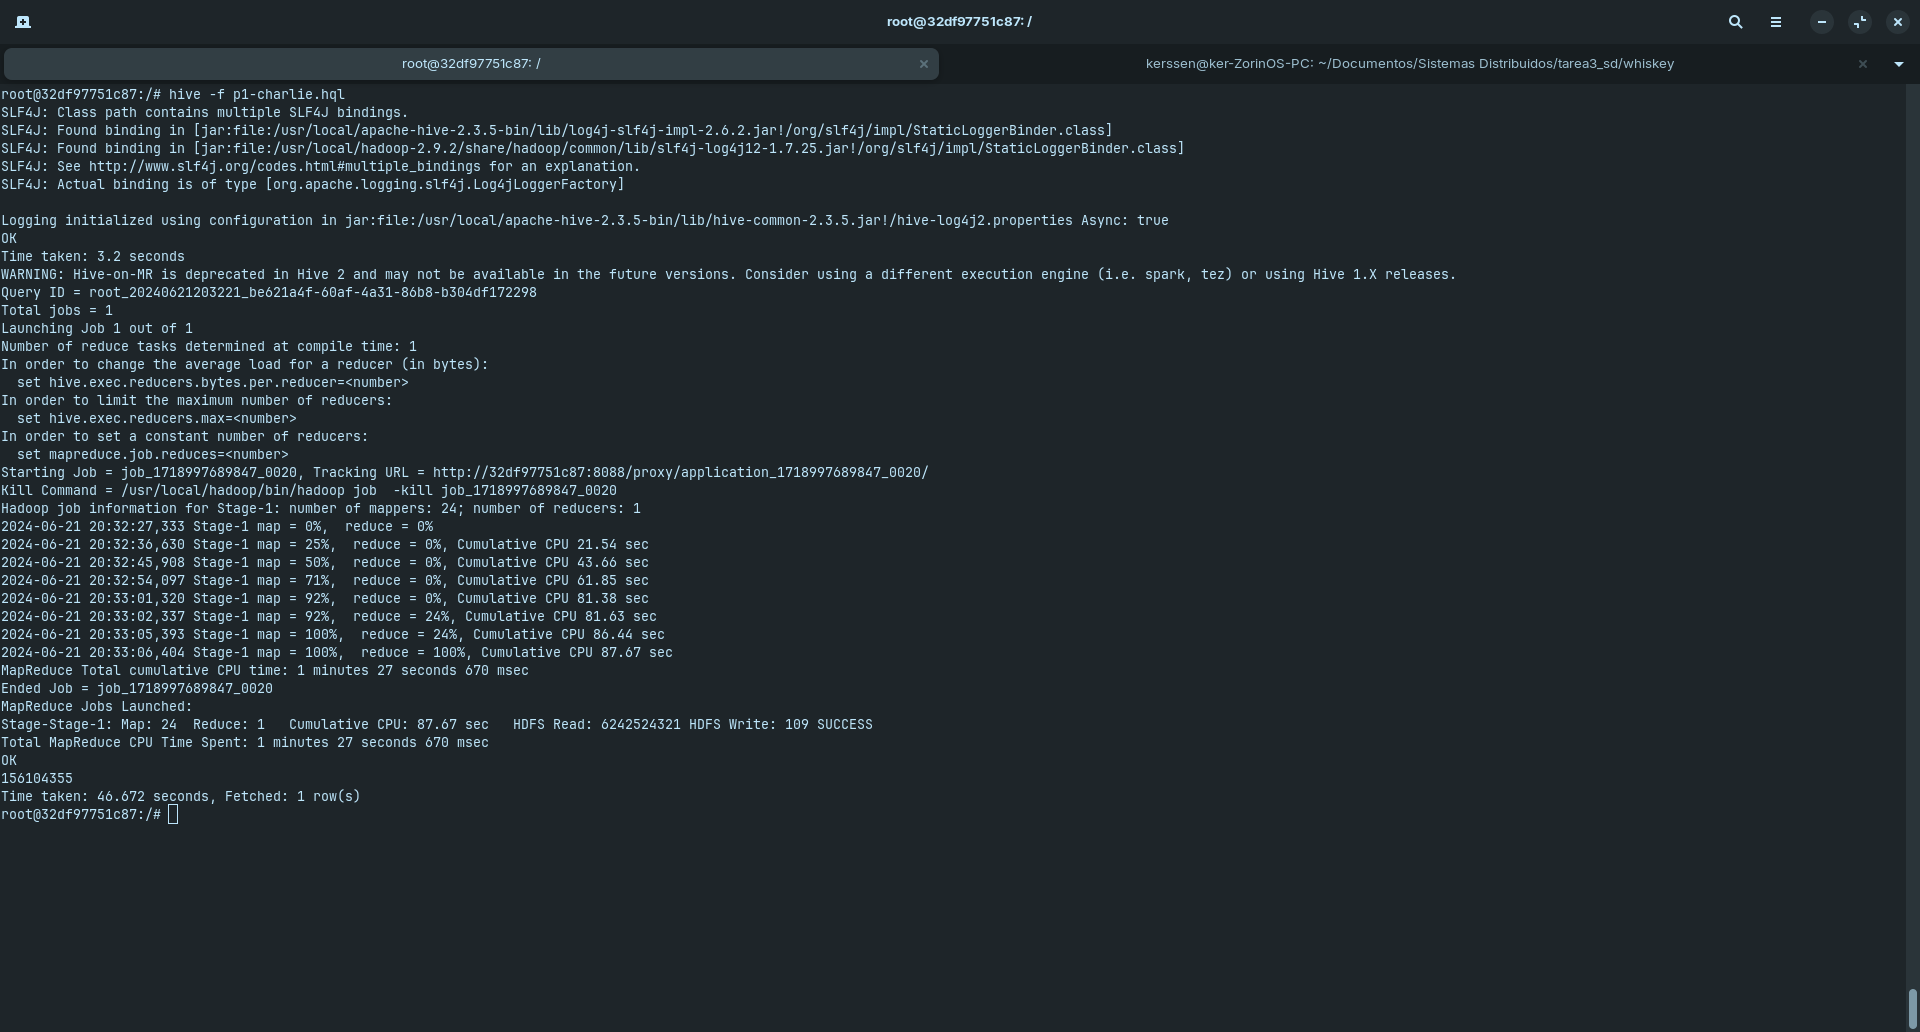 root@32df97751c87: /
root@32df97751c87: /
kerssen@ker-ZorinOS-PC: ~/Documentos/Sistemas Distribuidos/tarea3_sd/whiskey
root@32df97751c87:/# hive -f p1-charlie.hql
SLF4J: Class path contains multiple SLF4J bindings.
SLF4J: Found binding in [jar:file:/usr/local/apache-hive-2.3.5-bin/lib/log4j-slf4j-impl-2.6.2.jar!/org/slf4j/impl/StaticLoggerBinder.class]
SLF4J: Found binding in [jar:file:/usr/local/hadoop-2.9.2/share/hadoop/common/lib/slf4j-log4j12-1.7.25.jar!/org/slf4j/impl/StaticLoggerBinder.class]
SLF4J: See http://www.slf4j.org/codes.html#multiple_bindings for an explanation.
SLF4J: Actual binding is of type [org.apache.logging.slf4j.Log4jLoggerFactory]

Logging initialized using configuration in jar:file:/usr/local/apache-hive-2.3.5-bin/lib/hive-common-2.3.5.jar!/hive-log4j2.properties Async: true
OK
Time taken: 3.2 seconds
WARNING: Hive-on-MR is deprecated in Hive 2 and may not be available in the future versions. Consider using a different execution engine (i.e. spark, tez) or using Hive 1.X releases.
Query ID = root_20240621203221_be621a4f-60af-4a31-86b8-b304df172298
Total jobs = 1
Launching Job 1 out of 1
Number of reduce tasks determined at compile time: 1
In order to change the average load for a reducer (in bytes):
  set hive.exec.reducers.bytes.per.reducer=<number>
In order to limit the maximum number of reducers:
  set hive.exec.reducers.max=<number>
In order to set a constant number of reducers:
  set mapreduce.job.reduces=<number>
Starting Job = job_1718997689847_0020, Tracking URL = http://32df97751c87:8088/proxy/application_1718997689847_0020/
Kill Command = /usr/local/hadoop/bin/hadoop job  -kill job_1718997689847_0020
Hadoop job information for Stage-1: number of mappers: 24; number of reducers: 1
2024-06-21 20:32:27,333 Stage-1 map = 0%,  reduce = 0%
2024-06-21 20:32:36,630 Stage-1 map = 25%,  reduce = 0%, Cumulative CPU 21.54 sec
2024-06-21 20:32:45,908 Stage-1 map = 50%,  reduce = 0%, Cumulative CPU 43.66 sec
2024-06-21 20:32:54,097 Stage-1 map = 71%,  reduce = 0%, Cumulative CPU 61.85 sec
2024-06-21 20:33:01,320 Stage-1 map = 92%,  reduce = 0%, Cumulative CPU 81.38 sec
2024-06-21 20:33:02,337 Stage-1 map = 92%,  reduce = 24%, Cumulative CPU 81.63 sec
2024-06-21 20:33:05,393 Stage-1 map = 100%,  reduce = 24%, Cumulative CPU 86.44 sec
2024-06-21 20:33:06,404 Stage-1 map = 100%,  reduce = 100%, Cumulative CPU 87.67 sec
MapReduce Total cumulative CPU time: 1 minutes 27 seconds 670 msec
Ended Job = job_1718997689847_0020
MapReduce Jobs Launched:
Stage-Stage-1: Map: 24  Reduce: 1   Cumulative CPU: 87.67 sec   HDFS Read: 6242524321 HDFS Write: 109 SUCCESS
Total MapReduce CPU Time Spent: 1 minutes 27 seconds 670 msec
OK
156104355
Time taken: 46.672 seconds, Fetched: 1 row(s)
root@32df97751c87:/#